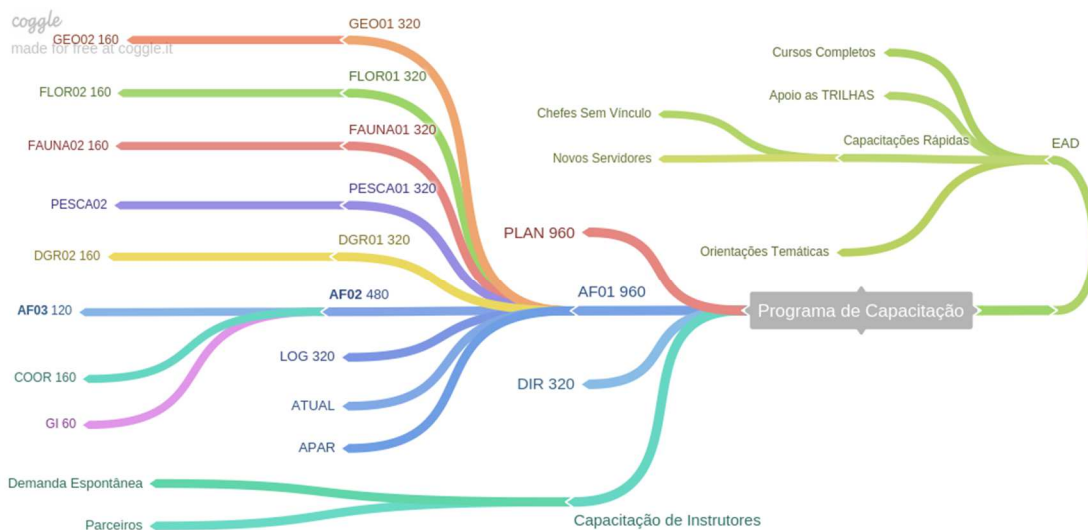 coggle
made for free at coggle.it
GEO01 320
GEO02 160
FLOR01 320
FLOR02 160
FAUNA01 320
FAUNA02 160
PESCA01 320
PESCA02
DGR01 320
DGR02 160
AF01 960
AF02 480
AF03 120
COOR 160
GI 60
LOG 320
ATUAL
APAR
PLAN 960
DIR 320
Programa de Capacitação
Capacitação de Instrutores
Demanda Espontânea
Parceiros
EAD
Cursos Completos
Apoio as TRILHAS
Capacitações Rápidas
Chefes Sem Vínculo
Novos Servidores
Orientações Temáticas